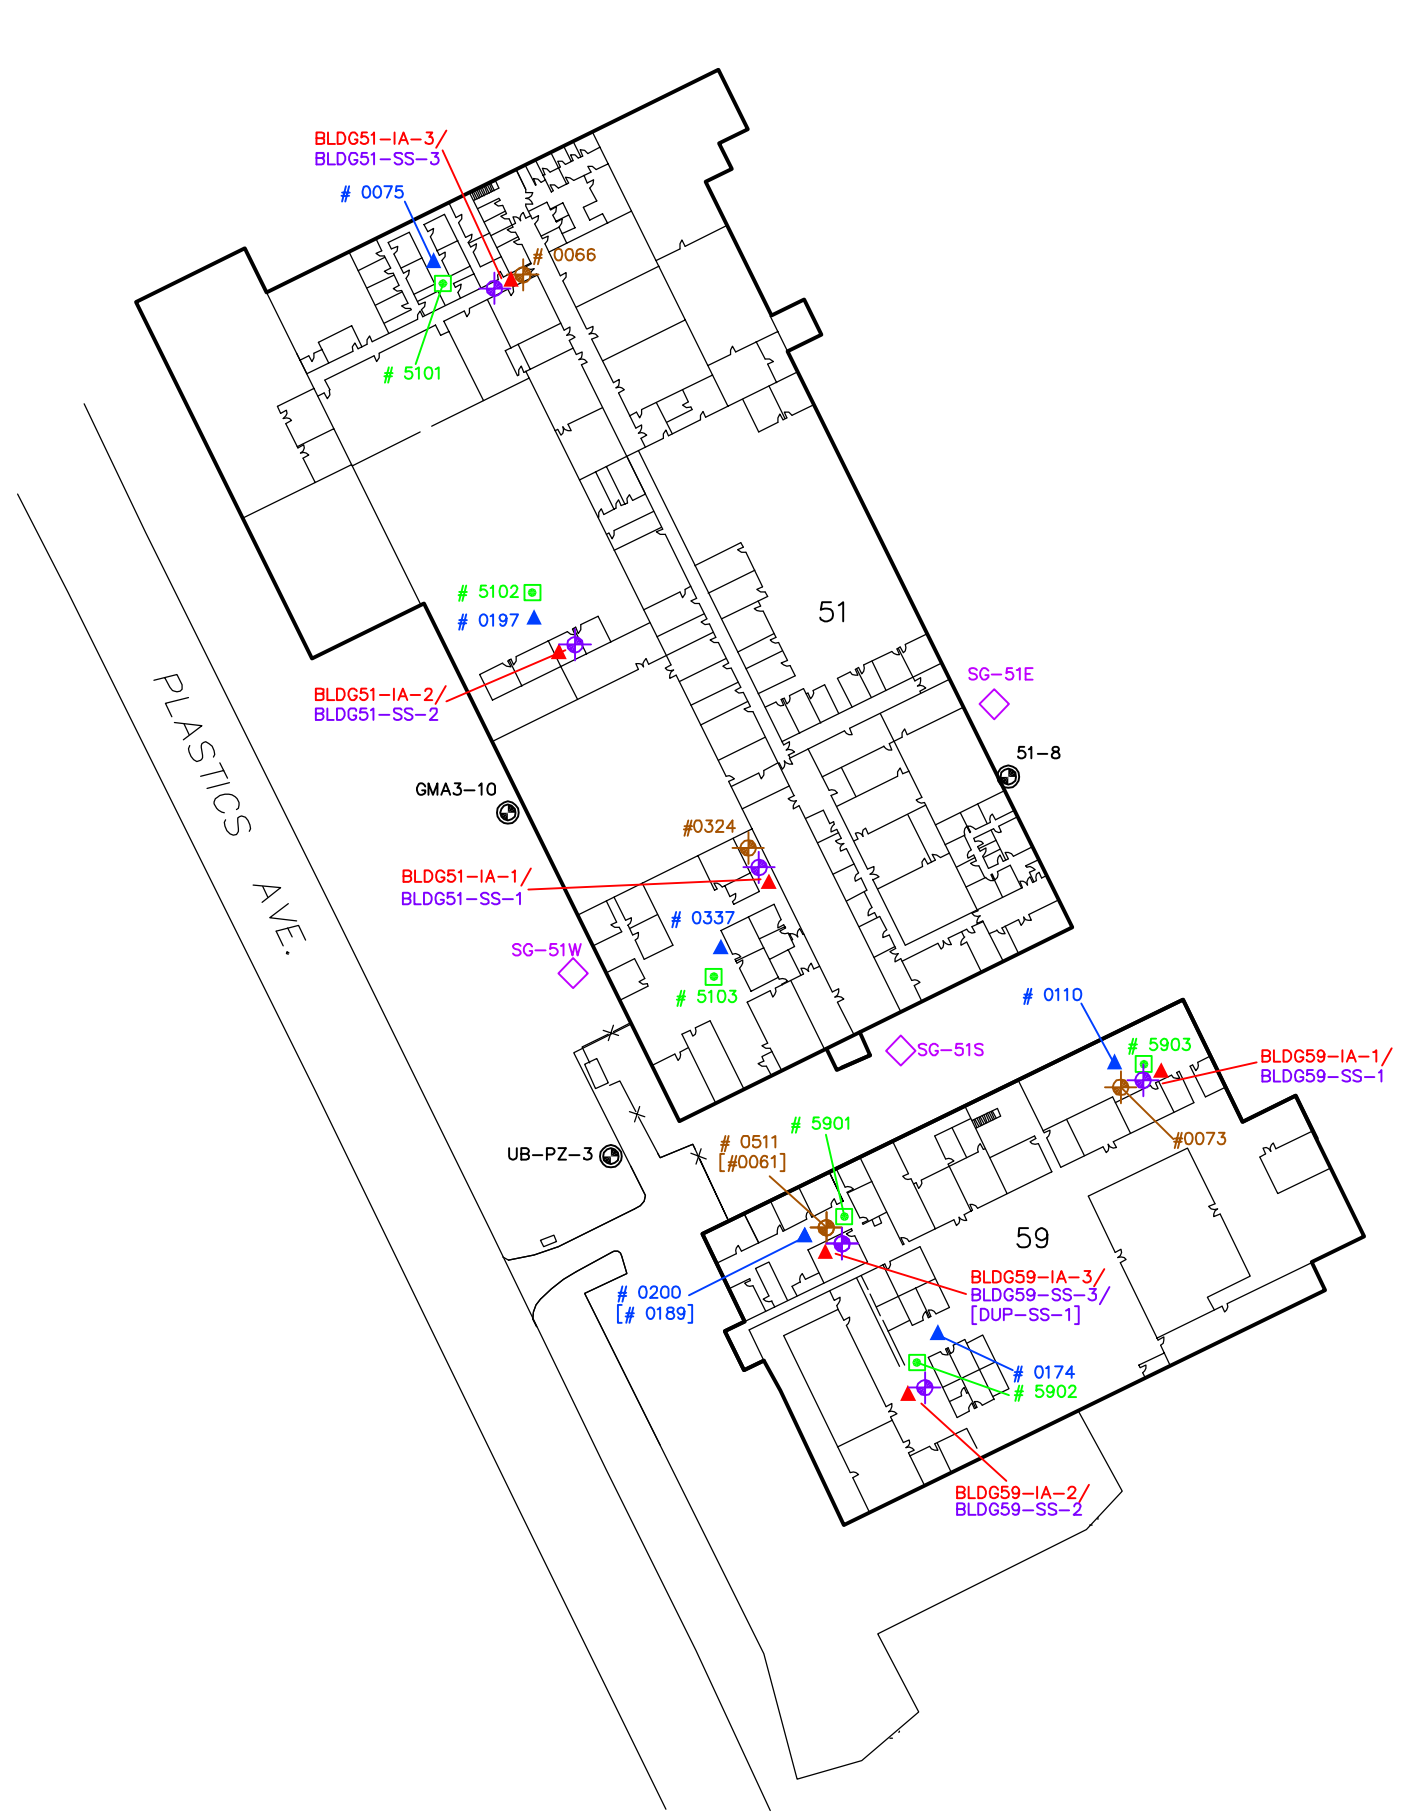 BLDG51-IA-3/
BLDG51-SS-3
# 0075
# 0066
# 5101
# 5102
# 0197
51
SG-51E
BLDG51-IA-2/
BLDG51-SS-2
PLASTICS AVE.
51-8
GMA3-10
#0324
BLDG51-IA-1/
BLDG51-SS-1
# 0337
SG-51W
# 5103
# 0110
SG-51S
# 5903
BLDG59-IA-1/
BLDG59-SS-1
# 5901
#0073
# 0511
[#0061]
UB-PZ-3
59
BLDG59-IA-3/
BLDG59-SS-3/
[DUP-SS-1]
# 0200
[# 0189]
# 0174
# 5902
BLDG59-IA-2/
BLDG59-SS-2